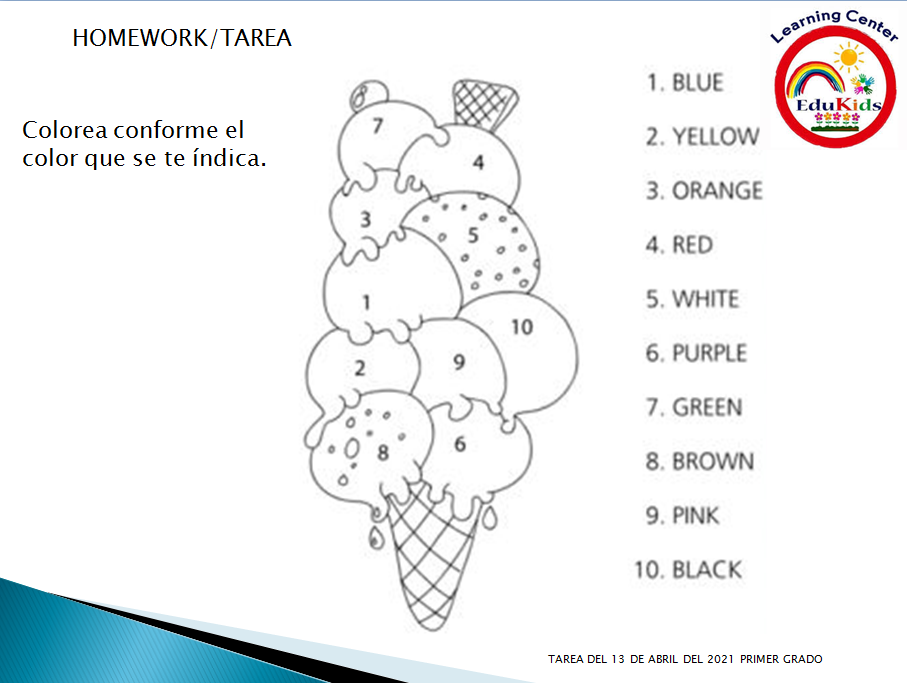 HOMEWORK/TAREA
Learning Center
EduKids
Colorea conforme el
color que se te índica.
7
4
3
5
1
10
2
9
8
6
1. BLUE
2. YELLOW
3. ORANGE
4. RED
5. WHITE
6. PURPLE
7. GREEN
8. BROWN
9. PINK
10. BLACK
TAREA DEL 13 DE ABRIL DEL 2021 PRIMER GRADO